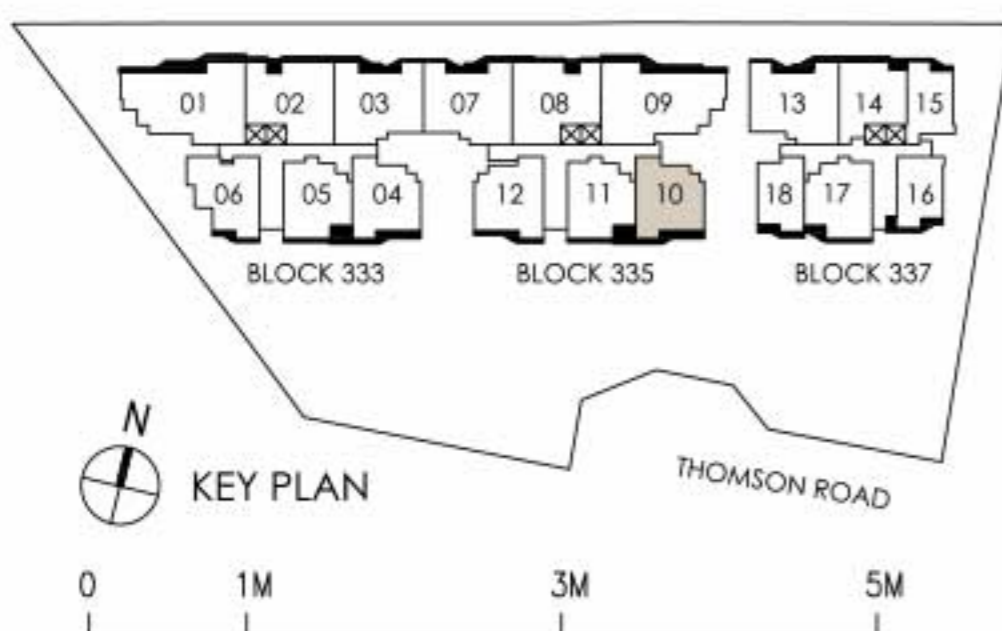 01 02 03 07 08 09 13 14 15
06 05 04 12 11 10 18 17 16
BLOCK 333 BLOCK 335 BLOCK 337
N
KEY PLAN
THOMSON ROAD
0 1M 3M 5M